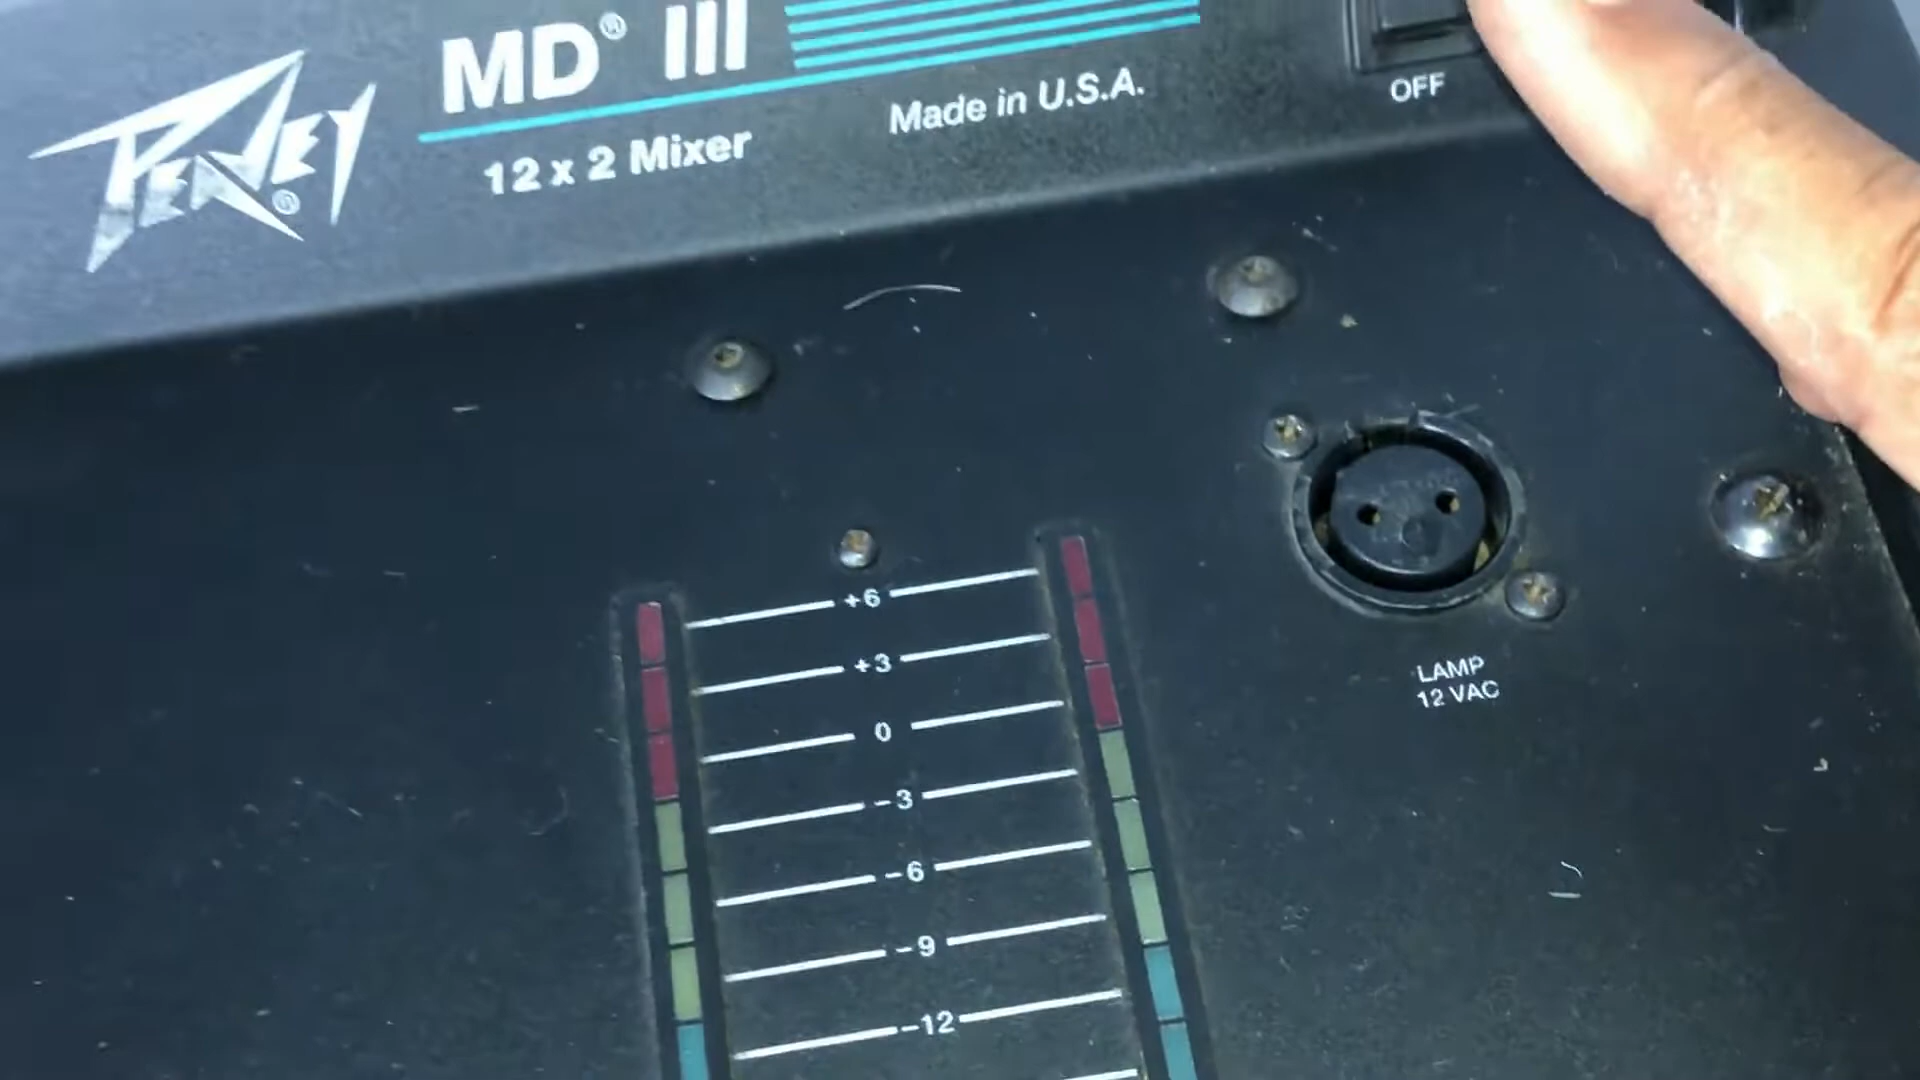 PEAVEY®
MD® III
12 x 2 Mixer
Made in U.S.A.
OFF
+6
+3
0
-3
-6
-9
-12
LAMP
12 VAC